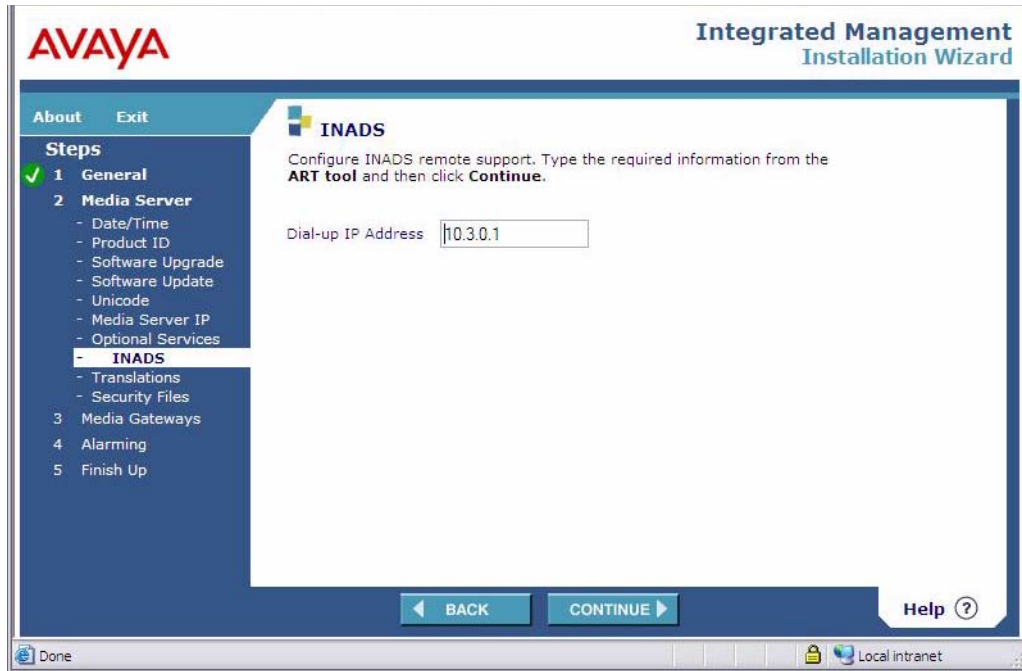 AVAYA
Integrated Management
Installation Wizard
About Exit
Steps
1 General
2 Media Server
- Date/Time
- Product ID
- Software Upgrade
- Software Update
- Unicode
- Media Server IP
- Optional Services
- INADS
- Translations
- Security Files
3 Media Gateways
4 Alarming
5 Finish Up
INADS
Configure INADS remote support. Type the required information from the
ART tool and then click Continue.
Dial-up IP Address 10.3.0.1
BACK CONTINUE
Help ?
Done Local intranet